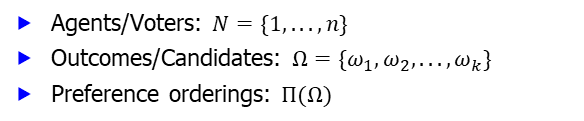 Agents/Voters: N = {1, . . . , n}
Outcomes/Candidates: Ω = {ω₁, ω₂, . . . , ωₖ}
Preference orderings: Π(Ω)